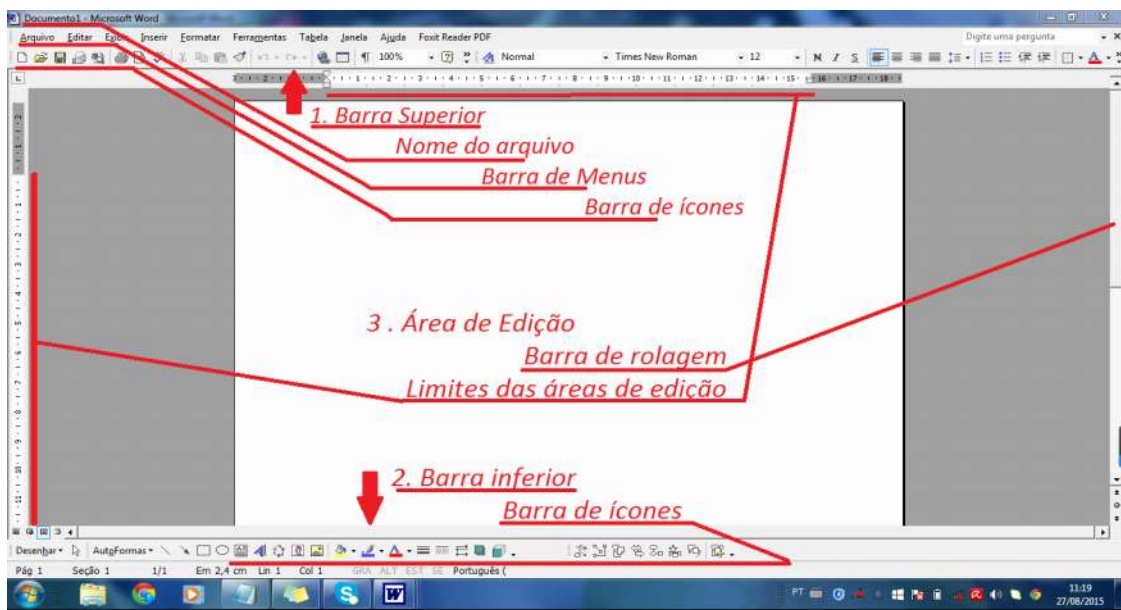 Documento1 - Microsoft Word
Arquivo Editar Exibir Inserir Formatar Ferramentas Tabela Janela Ajuda Foxit Reader PDF Digite uma pergunta
100% Normal Times New Roman 12 N I S
1. Barra Superior
Nome do arquivo
Barra de Menus
Barra de ícones
3 . Área de Edição
Barra de rolagem
Limites das áreas de edição
2. Barra inferior
Barra de ícones
Desenhar AutoFormas
Pág 1 Seção 1 1/1 Em 2,4 cm Lin 1 Col 1 GRA ALT EST SE Português (
PT 11:19
27/08/2015